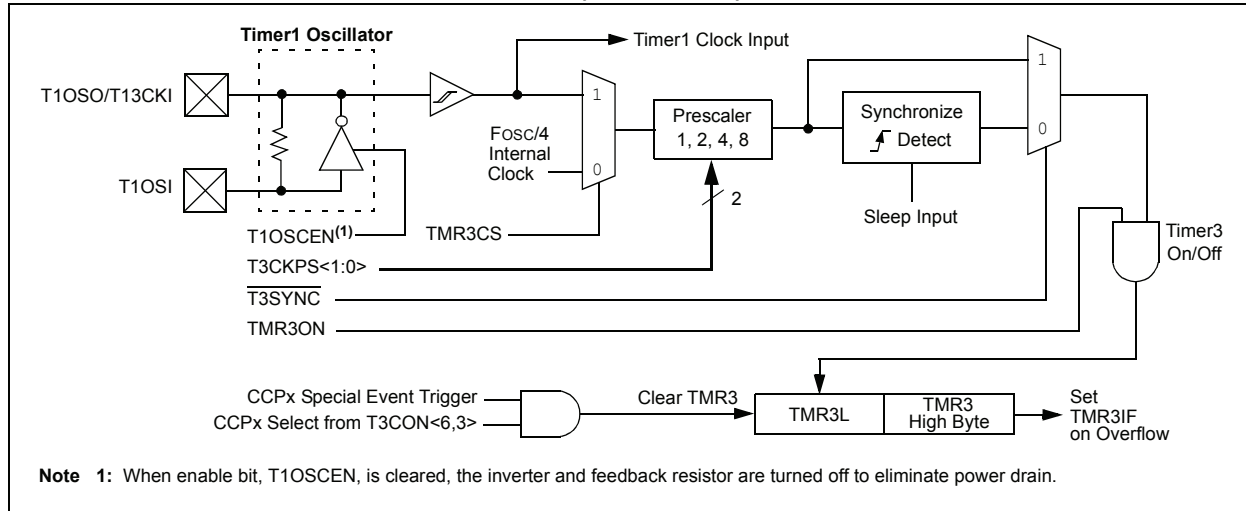 Timer1 Oscillator
Timer1 Clock Input
T1OSO/T13CKI
1
FOSC/4
Internal
Clock
0
Prescaler
1, 2, 4, 8
Synchronize
Detect
1
0
T1OSI
2
Sleep Input
T1OSCEN(1)
TMR3CS
Timer3
On/Off
T3CKPS<1:0>
T3SYNC
TMR3ON
CCPx Special Event Trigger
CCPx Select from T3CON<6,3>
Clear TMR3
TMR3L
TMR3
High Byte
Set
TMR3IF
on Overflow
Note 1: When enable bit, T1OSCEN, is cleared, the inverter and feedback resistor are turned off to eliminate power drain.